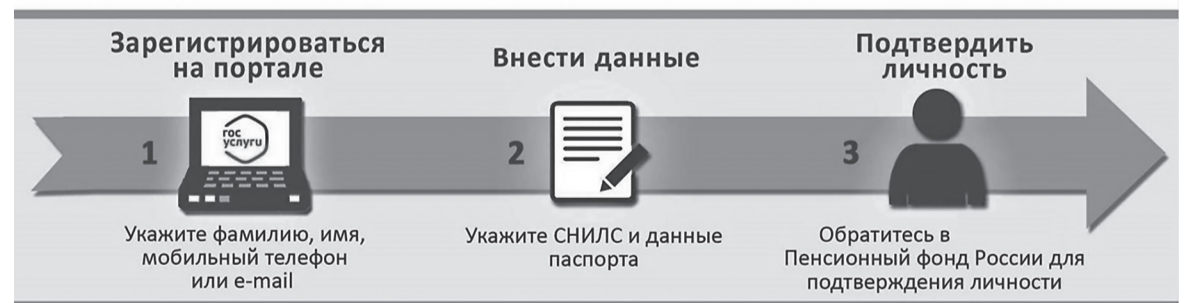 Зарегистрироваться
на портале
1
гос
услуги
Укажите фамилию, имя,
мобильный телефон
или e-mail
Внести данные
2
Укажите СНИЛС и данные
паспорта
Подтвердить
личность
3
Обратитесь в
Пенсионный фонд России для
подтверждения личности